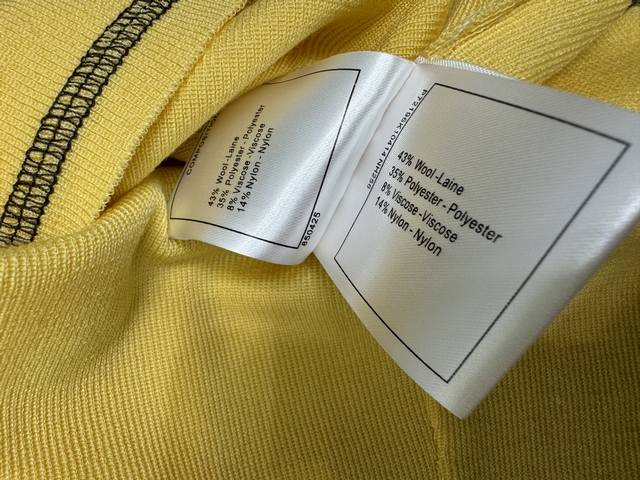 43% Wool -Laine
35% Polyester - Polyester
8% Viscose -Viscose
14% Nylon - Nylon
850425
43% Wool -Laine
35% Polyester - Polyester
8% Viscose -Viscose
14% Nylon - Nylon